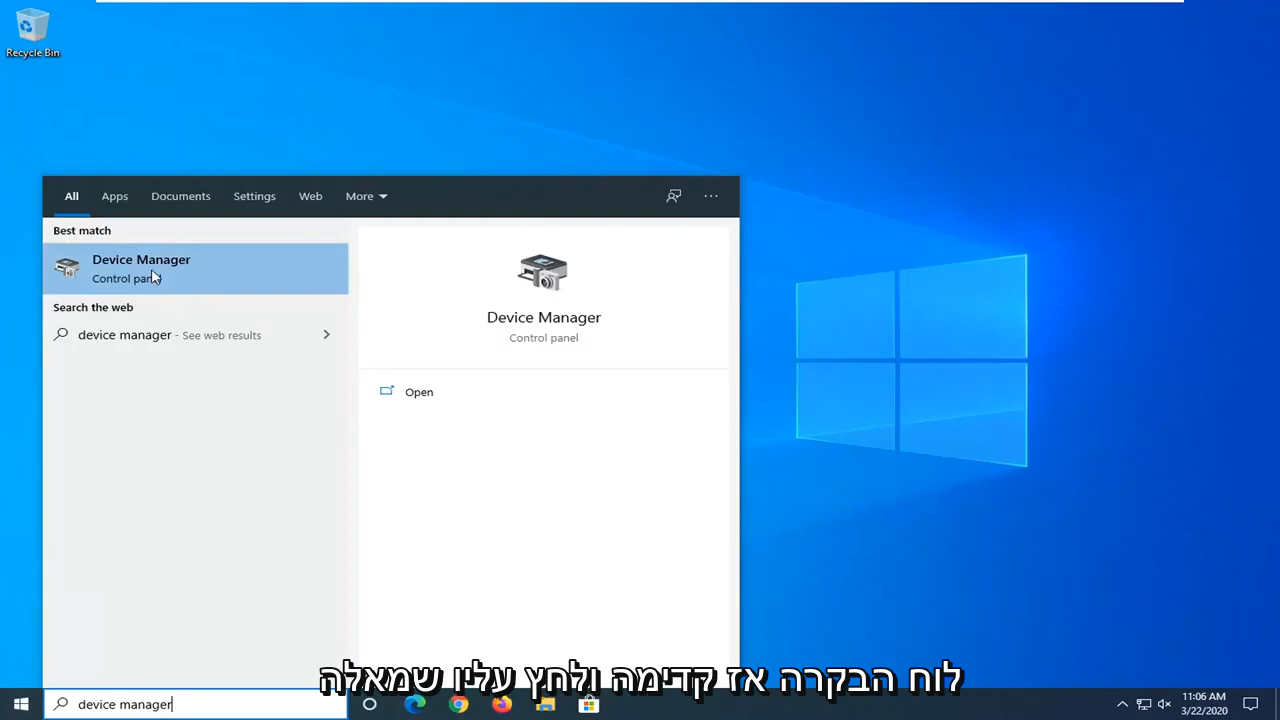 Recycle Bin
All Apps Documents Settings Web More
Best match
Device Manager
Control panel
Search the web
device manager - See web results
Device Manager
Control panel
Open
לוח הבקרה אז קדימה ולחץ עליו שמאלה
device manager
11:06 AM
3/22/2020